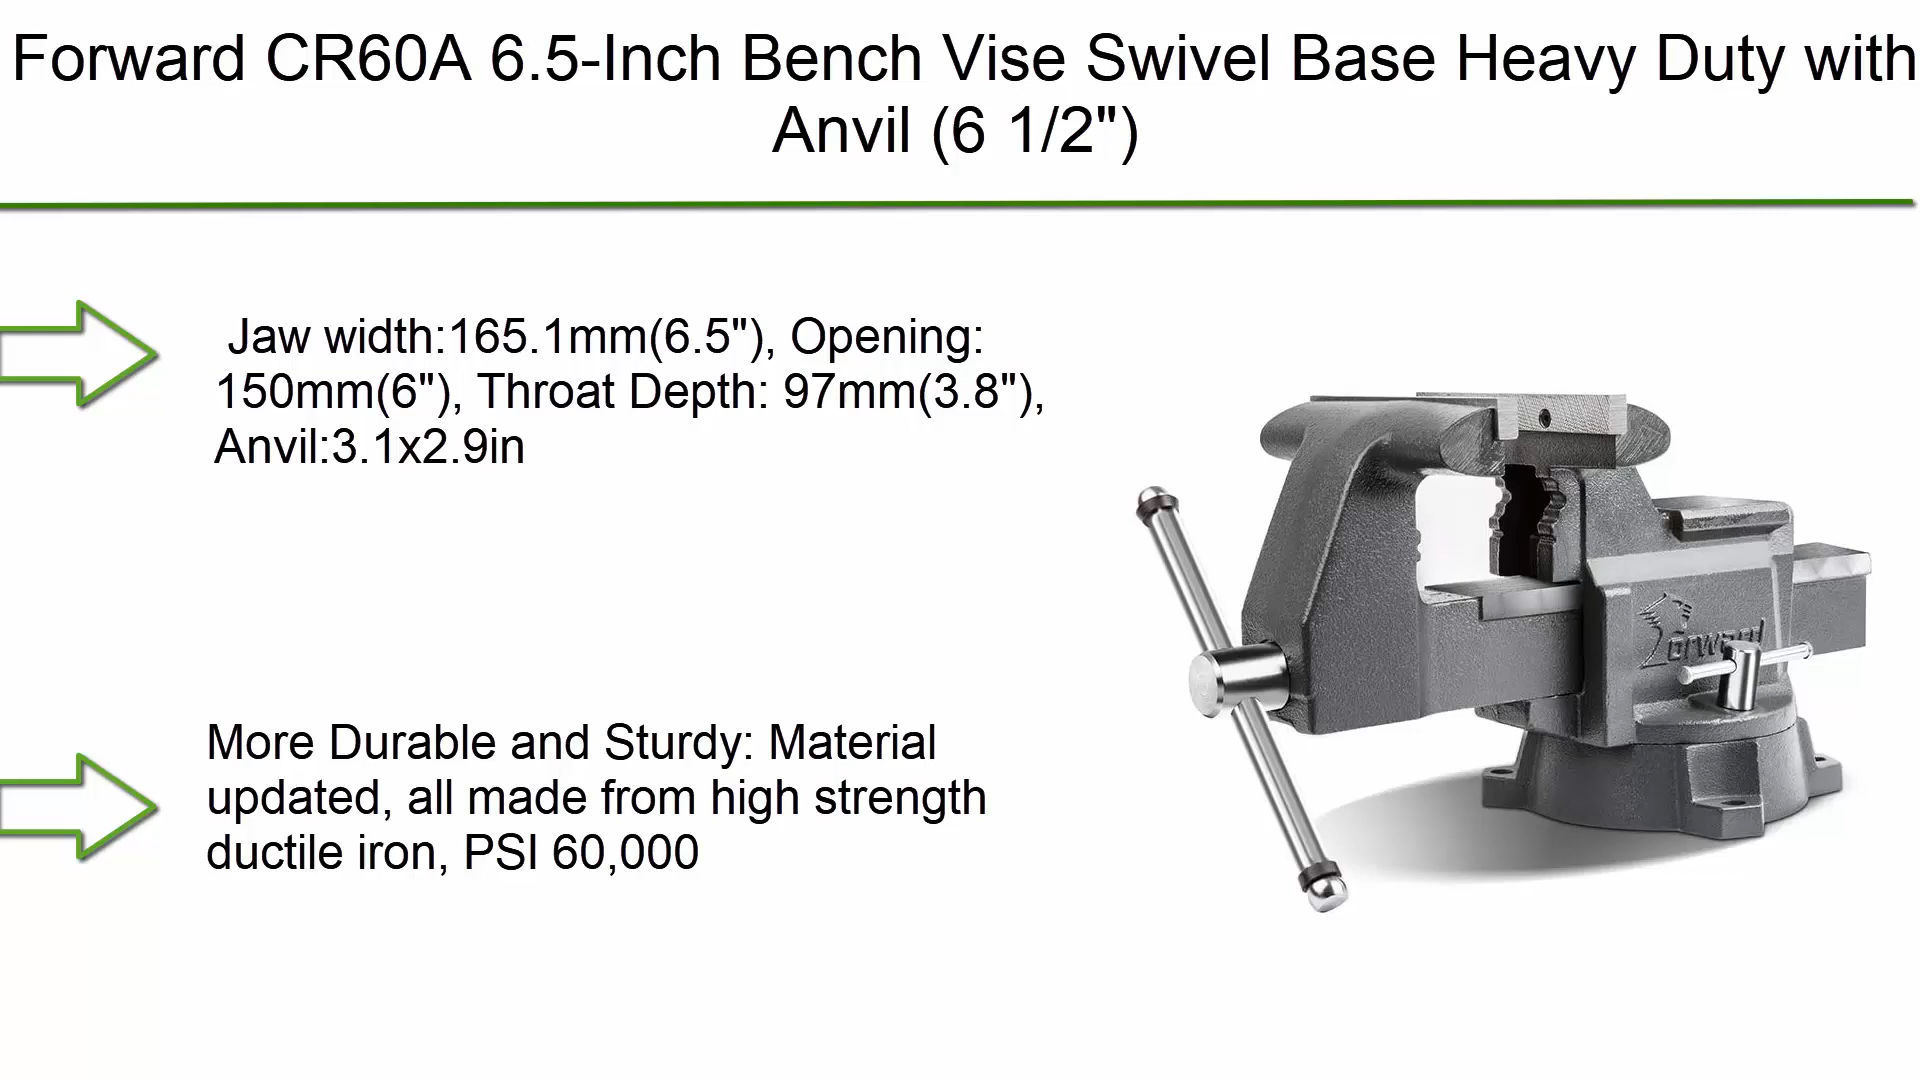 Forward CR60A 6.5-Inch Bench Vise Swivel Base Heavy Duty with
Anvil (6 1/2")
Jaw width:165.1mm(6.5"), Opening:
150mm(6"), Throat Depth: 97mm(3.8"),
Anvil:3.1x2.9in
Forward
More Durable and Sturdy: Material
updated, all made from high strength
ductile iron, PSI 60,000